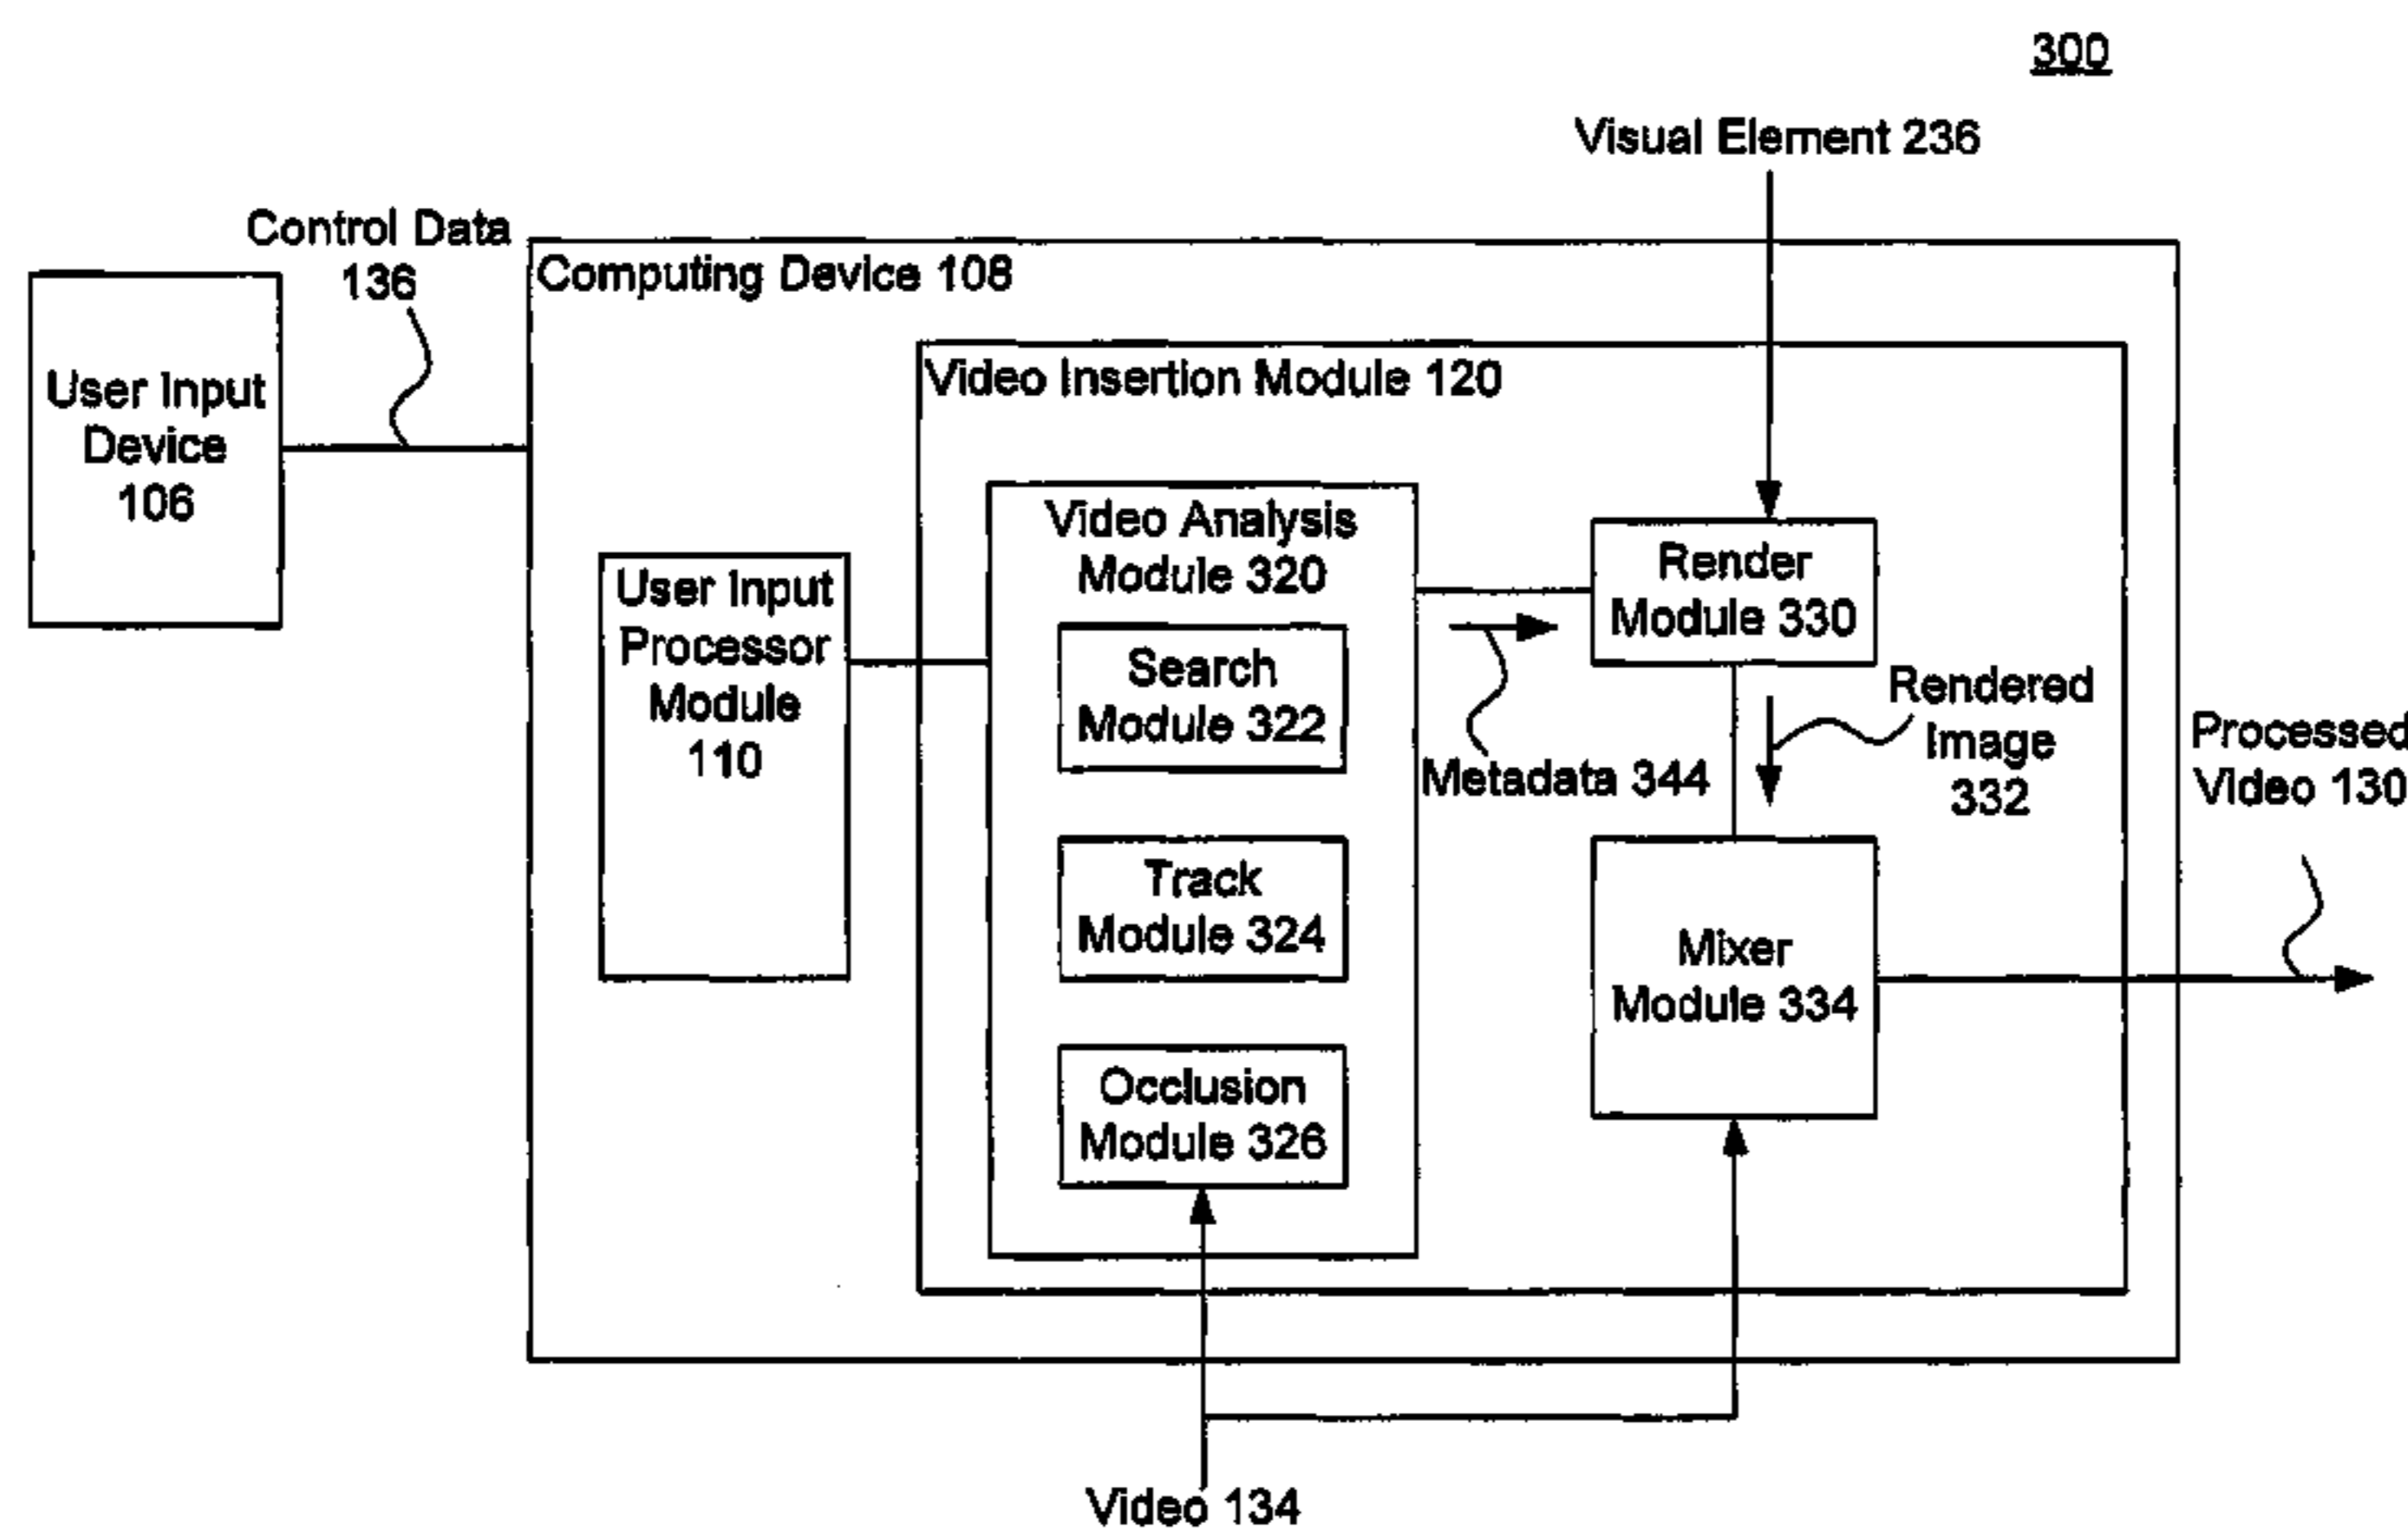 300
Visual Element 236
Control Data
136
Computing Device 108
User Input
Device
106
Video Insertion Module 120
Video Analysis
Module 320
Render
Module 330
User Input
Processor
Module
110
Search
Module 322
Metadata 344
Rendered
Image
332
Processed
Video 130
Track
Module 324
Mixer
Module 334
Occlusion
Module 326
Video 134